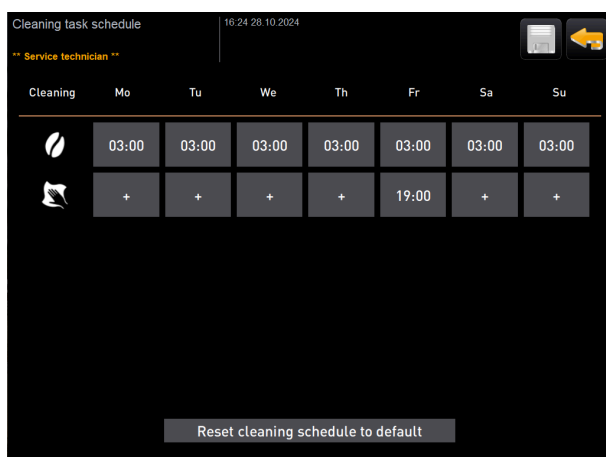 Cleaning task schedule
16:24 28.10.2024
** Service technician **
Cleaning Mo Tu We Th Fr Sa Su
03:00 03:00 03:00 03:00 03:00 03:00 03:00
+ + + + 19:00 + +
Reset cleaning schedule to default